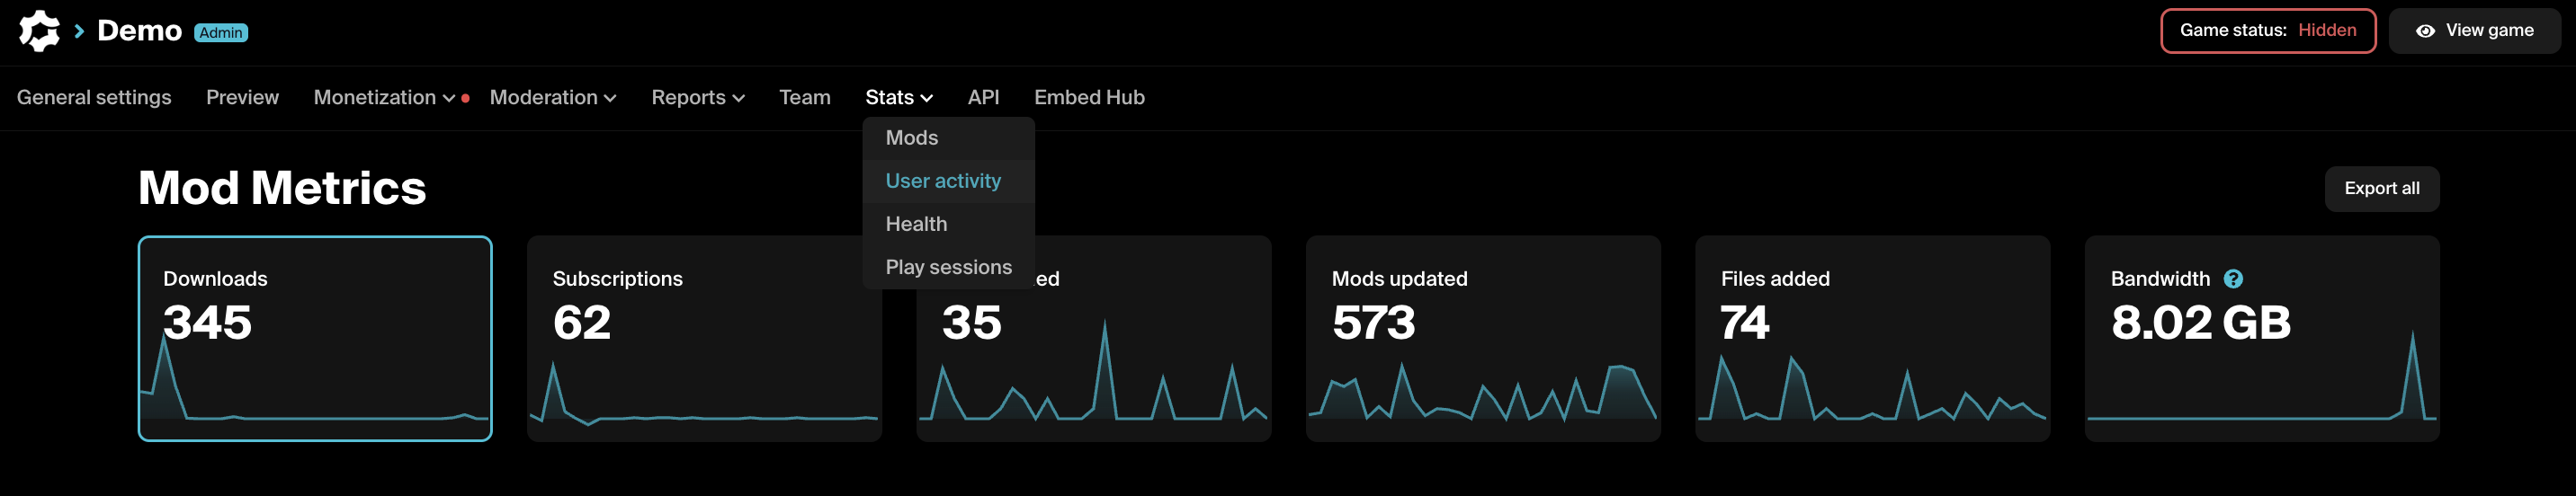 Demo Admin
Game status: Hidden
View game
General settings
Preview
Monetization
Moderation
Reports
Team
Stats
API
Embed Hub
Mods
User activity
Health
Play sessions
Mod Metrics
Export all
Downloads
345
Subscriptions
62
ed
35
Mods updated
573
Files added
74
Bandwidth ?
8.02 GB